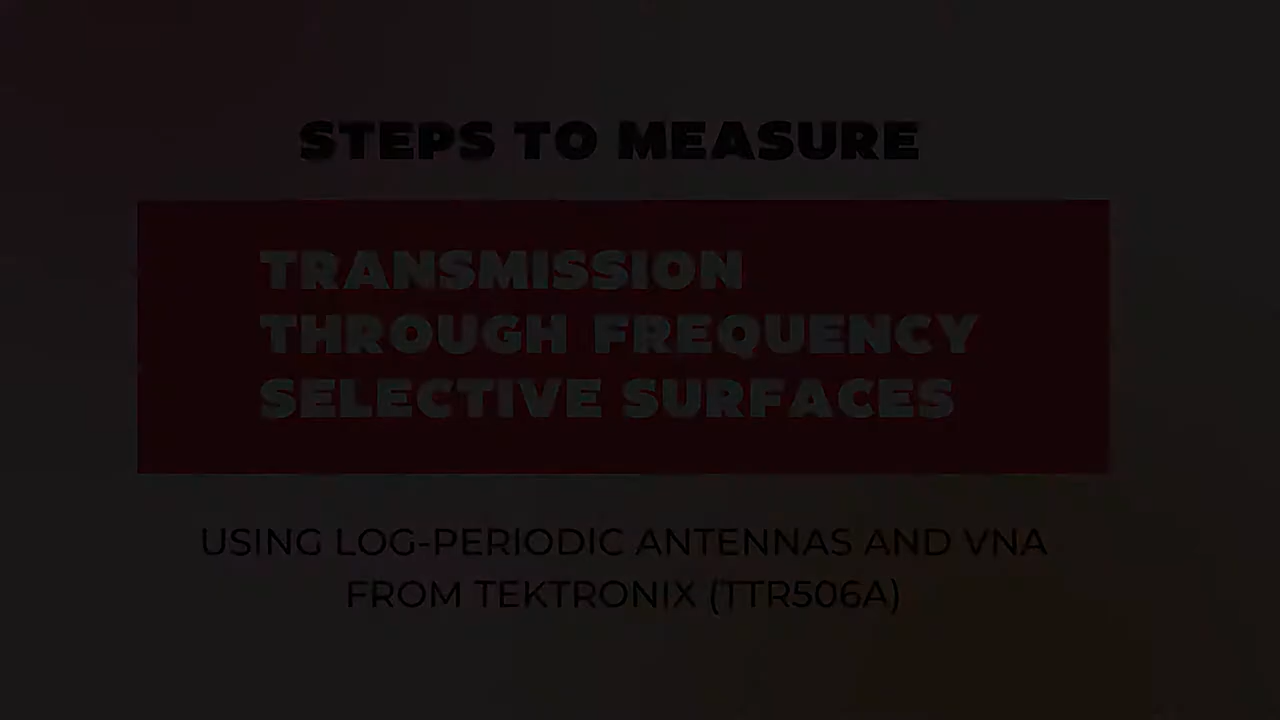 STEPS TO MEASURE
TRANSMISSION
THROUGH FREQUENCY
SELECTIVE SURFACES
USING LOG-PERIODIC ANTENNAS AND VNA
FROM TEKTRONIX (TTR506A)